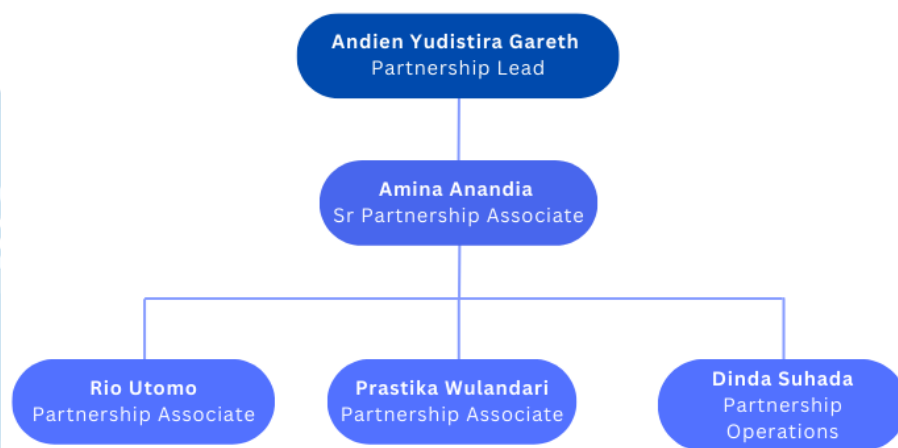 Andien Yudistira Gareth
Partnership Lead
Amina Anandia
Sr Partnership Associate
Rio Utomo
Partnership Associate
Prastika Wulandari
Partnership Associate
Dinda Suhada
Partnership
Operations